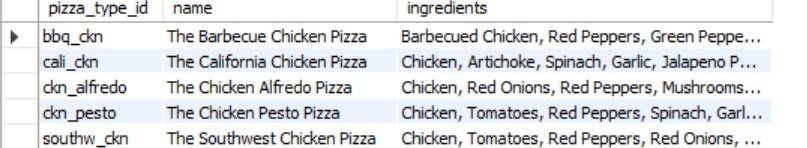 pizza_type_id name ingredients
bbq_ckn The Barbecue Chicken Pizza Barbecued Chicken, Red Peppers, Green Peppe...
cali_ckn The California Chicken Pizza Chicken, Artichoke, Spinach, Garlic, Jalapeno P...
ckn_alfredo The Chicken Alfredo Pizza Chicken, Red Onions, Red Peppers, Mushrooms...
ckn_pesto The Chicken Pesto Pizza Chicken, Tomatoes, Red Peppers, Spinach, Garl...
southw_ckn The Southwest Chicken Pizza Chicken, Tomatoes, Red Peppers, Red Onions, ...